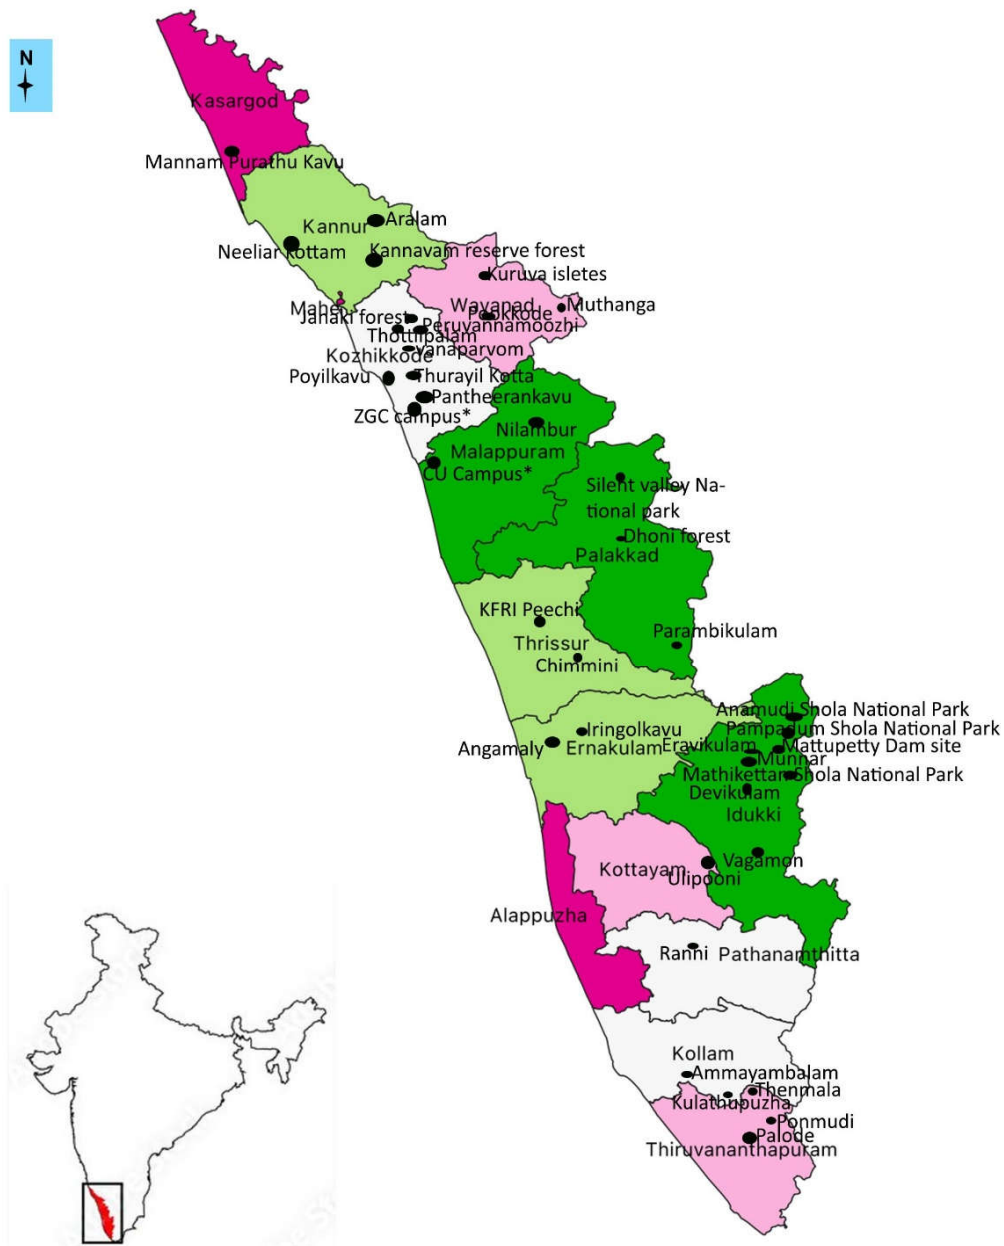 N
Kasargod
Mannam Purathu Kavu
Aralam
Kannur
Neeliar kottam
Kannavam reserve forest
Kuruva isletes
Mahe
Wayanad
Muthanga
Pookkode
Janaki forest
Peruvannamoozhi
Thottilpalam
vanaparvom
Kozhikkode
Poyilkavu
Thurayil Kotta
Pantheerankavu
ZGC campus*
Nilambur
Malappuram
CU Campus*
Silent valley Na-
tional park
Dhoni forest
Palakkad
KFRI Peechi
Parambikulam
Thrissur
Chimmini
Anamudi Shola National Park
Pampadum Shola National Park
Iringolkavu
Angamaly
Ernakulam
Eravikulam
Mattupetty Dam site
Munnar
Mathikettan Shola National Park
Devikulam
Idukki
Vagamon
Kottayam
Ulipooni
Alappuzha
Ranni
Pathanamthitta
Kollam
Ammayambalam
Thenmala
Kulathupuzha
Ponmudi
Palode
Thiruvananthapuram